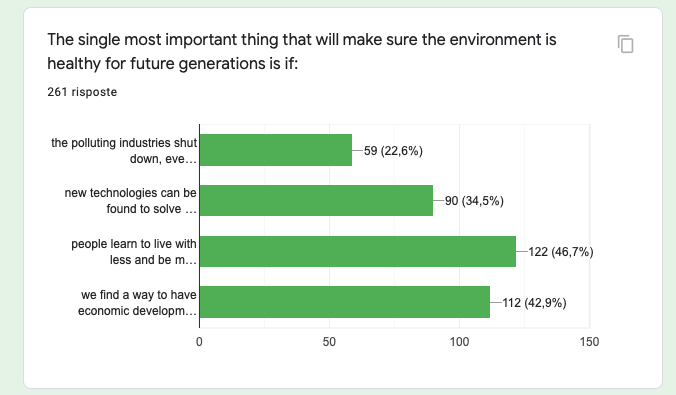 The single most important thing that will make sure the environment is
healthy for future generations is if:
261 risposte
the polluting industries shut
down, eve…
59 (22,6%)
new technologies can be
found to solve …
90 (34,5%)
people learn to live with
less and be m…
122 (46,7%)
we find a way to have
economic developm…
112 (42,9%)
0 50 100 150